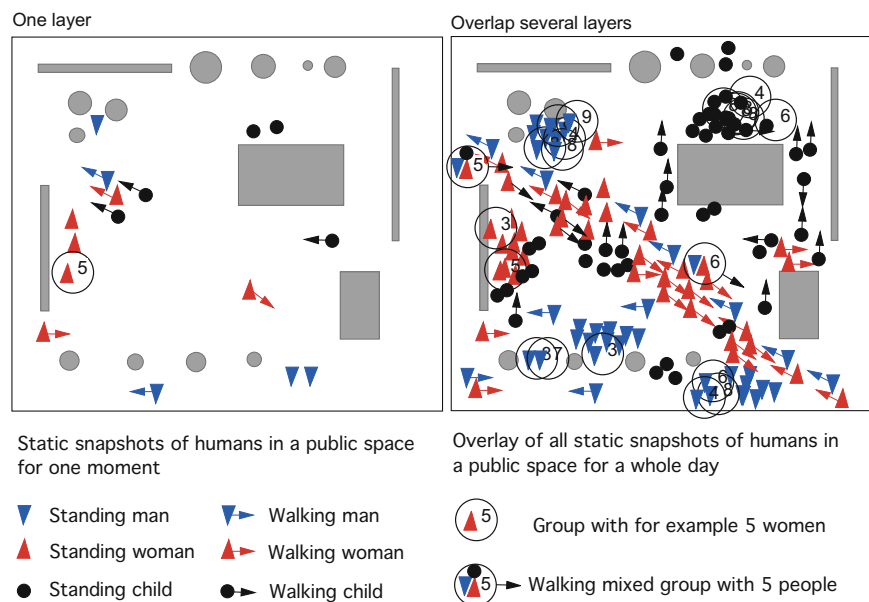 One layer
Overlap several layers
5
4
9
6
4
8
5
3
5
6
3 7
3
6
4 8
Static snapshots of humans in a public space
for one moment
Overlay of all static snapshots of humans in
a public space for a whole day
Standing man
Walking man
5
Group with for example 5 women
Standing woman
Walking woman
Standing child
Walking child
5
Walking mixed group with 5 people